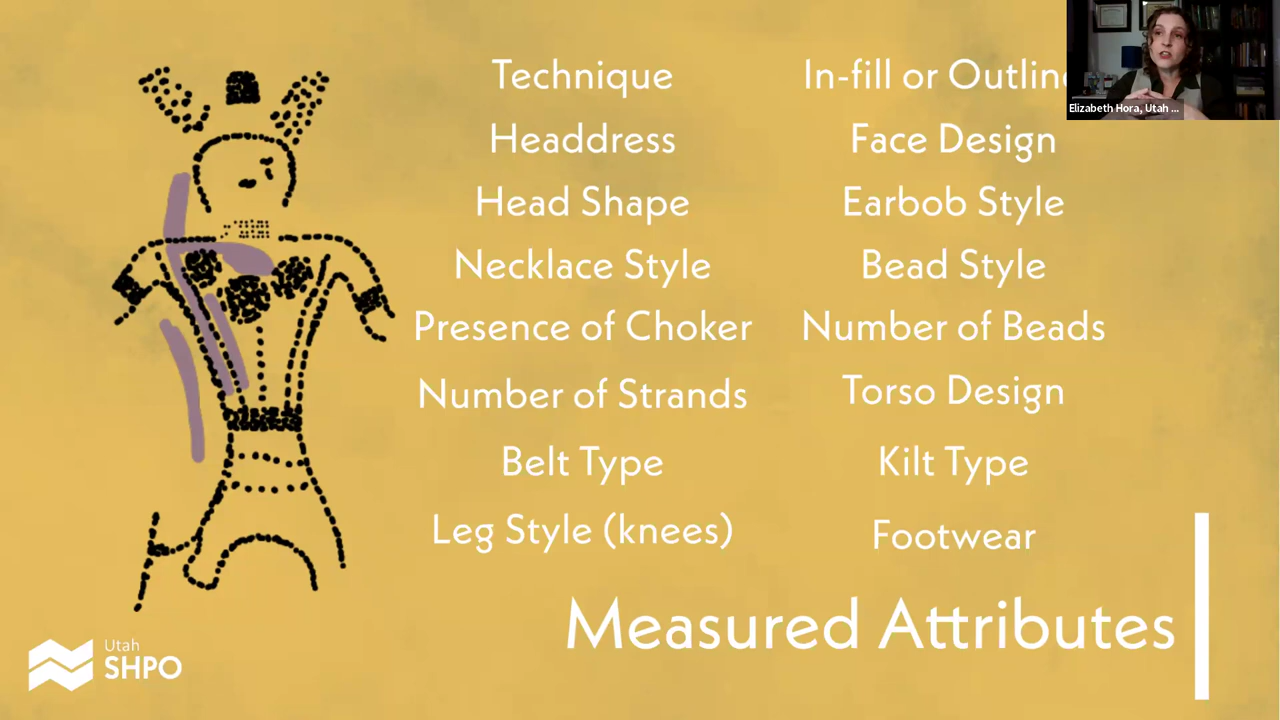 Technique
In-fill or Outline
Elizabeth Hora, Utah ...
Headdress
Face Design
Head Shape
Earbob Style
Necklace Style
Bead Style
Presence of Choker
Number of Beads
Number of Strands
Torso Design
Belt Type
Kilt Type
Leg Style (knees)
Footwear
Measured Attributes
Utah
SHPO